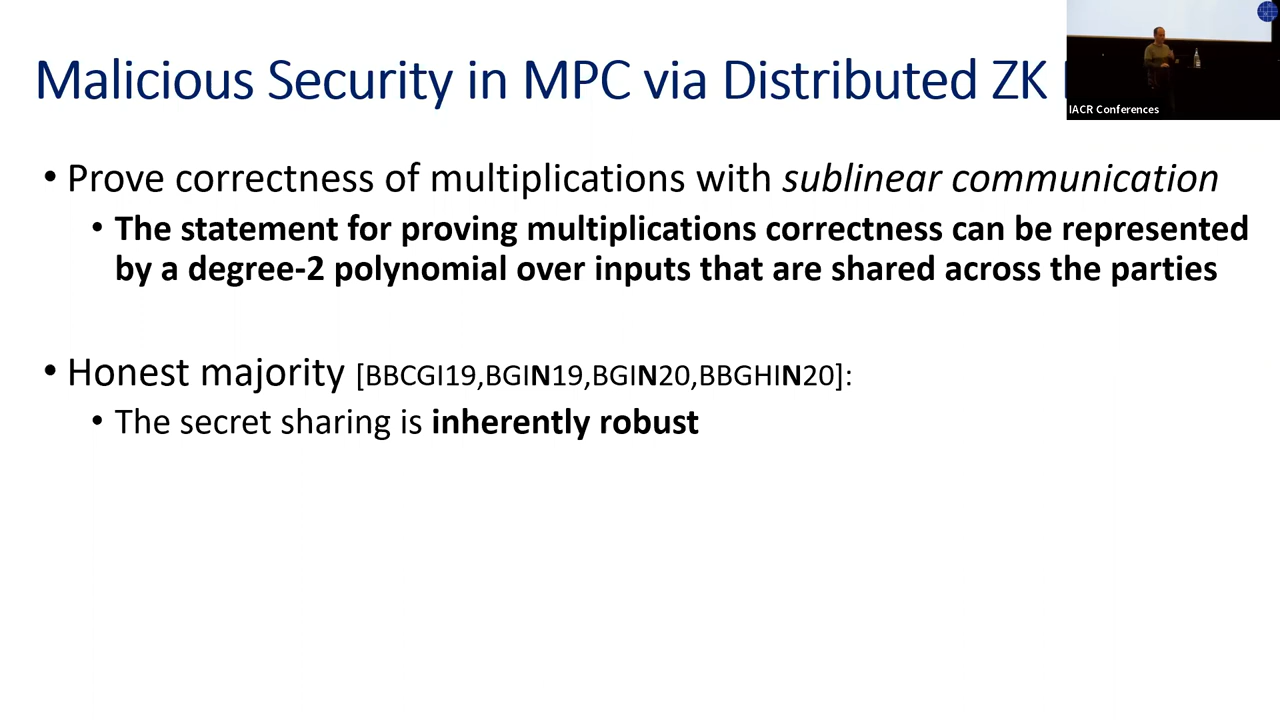 Malicious Security in MPC via Distributed ZK
IACR Conferences
• Prove correctness of multiplications with sublinear communication
• The statement for proving multiplications correctness can be represented
by a degree-2 polynomial over inputs that are shared across the parties
• Honest majority [BBCGI19,BGIN19,BGIN20,BBGHIN20]:
• The secret sharing is inherently robust